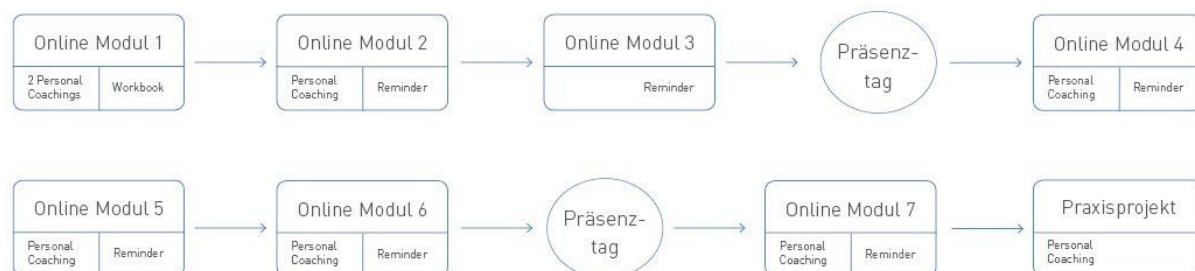 Online Modul 1
2 Personal
Coachings
Workbook
Online Modul 2
Personal
Coaching
Reminder
Online Modul 3
Reminder
Präsenz-
tag
Online Modul 4
Personal
Coaching
Reminder
Online Modul 5
Personal
Coaching
Reminder
Online Modul 6
Personal
Coaching
Reminder
Präsenz-
tag
Online Modul 7
Personal
Coaching
Reminder
Praxisprojekt
Personal
Coaching